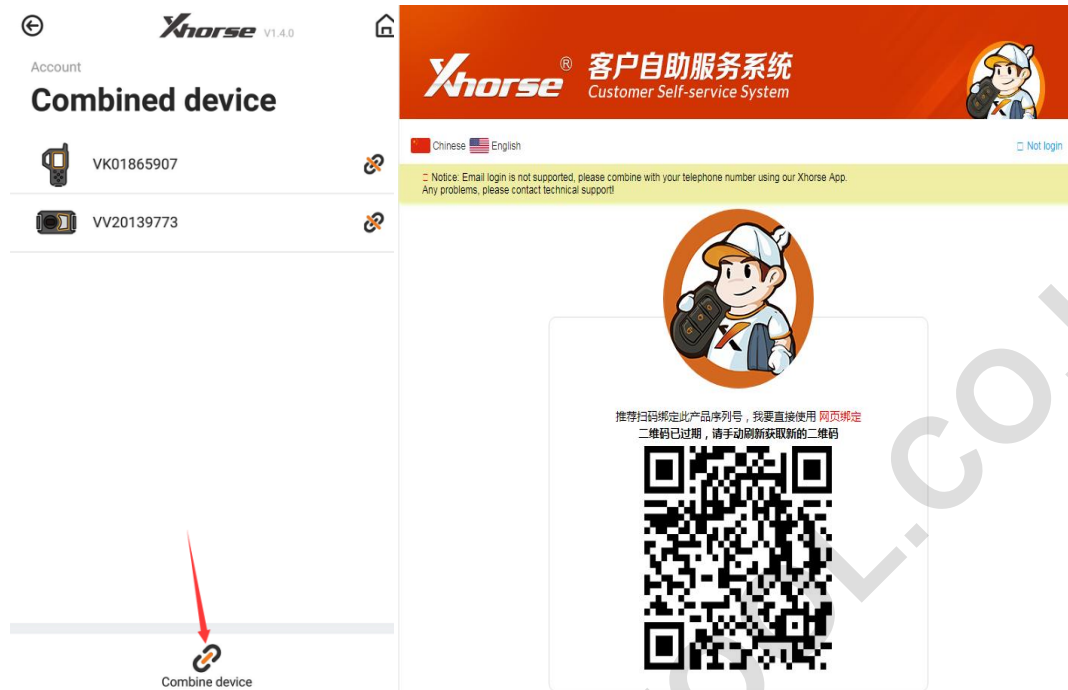 Xhorse V1.4.0
Account
Combined device
VK01865907
VV20139773
Combine device
Xhorse® 客户自助服务系统
Customer Self-service System
Chinese English Not login
Notice: Email login is not supported, please combine with your telephone number using our Xhorse App.
Any problems, please contact technical support!
推荐扫码绑定此产品序列号，我要直接使用 网页绑定
二维码已过期，请手动刷新获取新的二维码